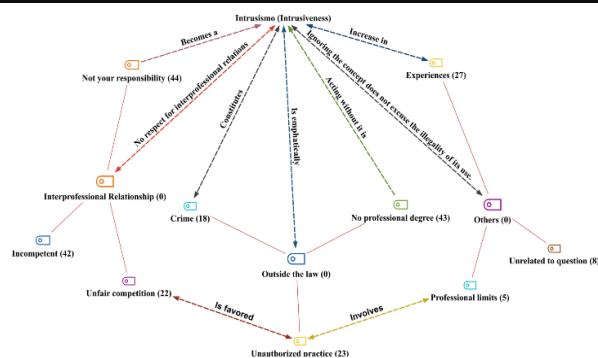 Intrusismo (Intrusiveness)
Becomes a
Increase in
Not your responsibility (44)
Experiences (27)
No respect for interprofessional relations
Constitutes
Is emphatically
Acting without it is
Ignoring the concept does not excuse the illegality of its use.
Interprofessional Relationship (0)
Crime (18)
No professional degree (43)
Others (0)
Incompetent (42)
Outside the law (0)
Unrelated to question (8)
Unfair competition (22)
Professional limits (5)
Is favored
Involves
Unauthorized practice (23)